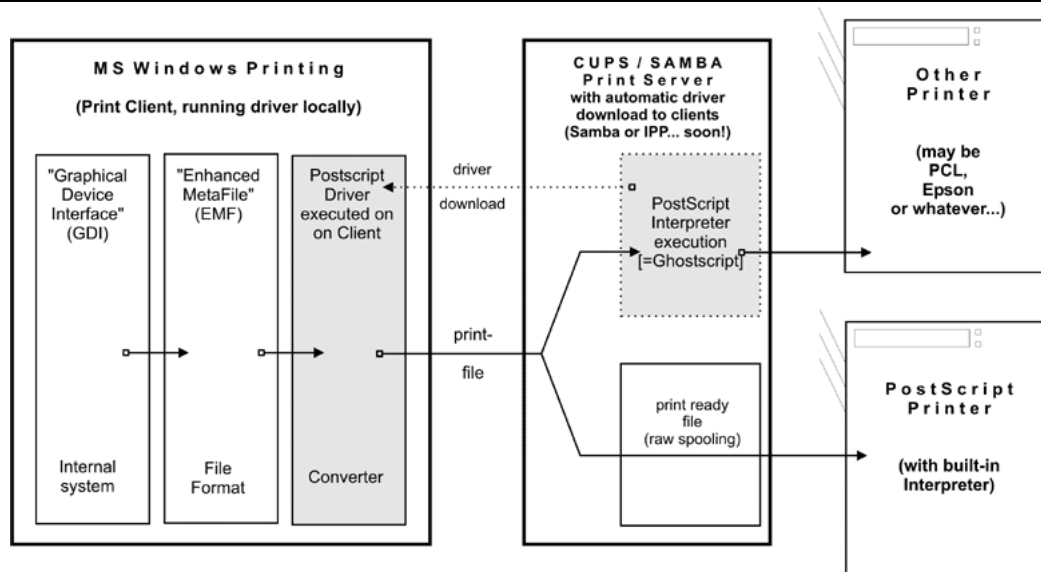 MS Windows Printing
(Print Client, running driver locally)
"Graphical
Device
Interface"
(GDI)
Internal
system
"Enhanced
MetaFile"
(EMF)
File
Format
Postscript
Driver
executed on
on Client
Converter
driver
download
print-
file
CUPS / SAMBA
Print Server
with automatic driver
download to clients
(Samba or IPP... soon!)
PostScript
Interpreter
execution
[=Ghostscript]
print ready
file
(raw spooling)
Other
Printer
(may be
PCL,
Epson
or whatever...)
PostScript
Printer
(with built-in
Interpreter)